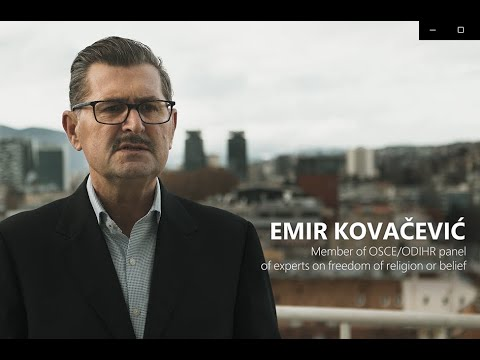 EMIR KOVAČEVIĆ
Member of OSCE/ODIHR panel
of experts on freedom of religion or belief